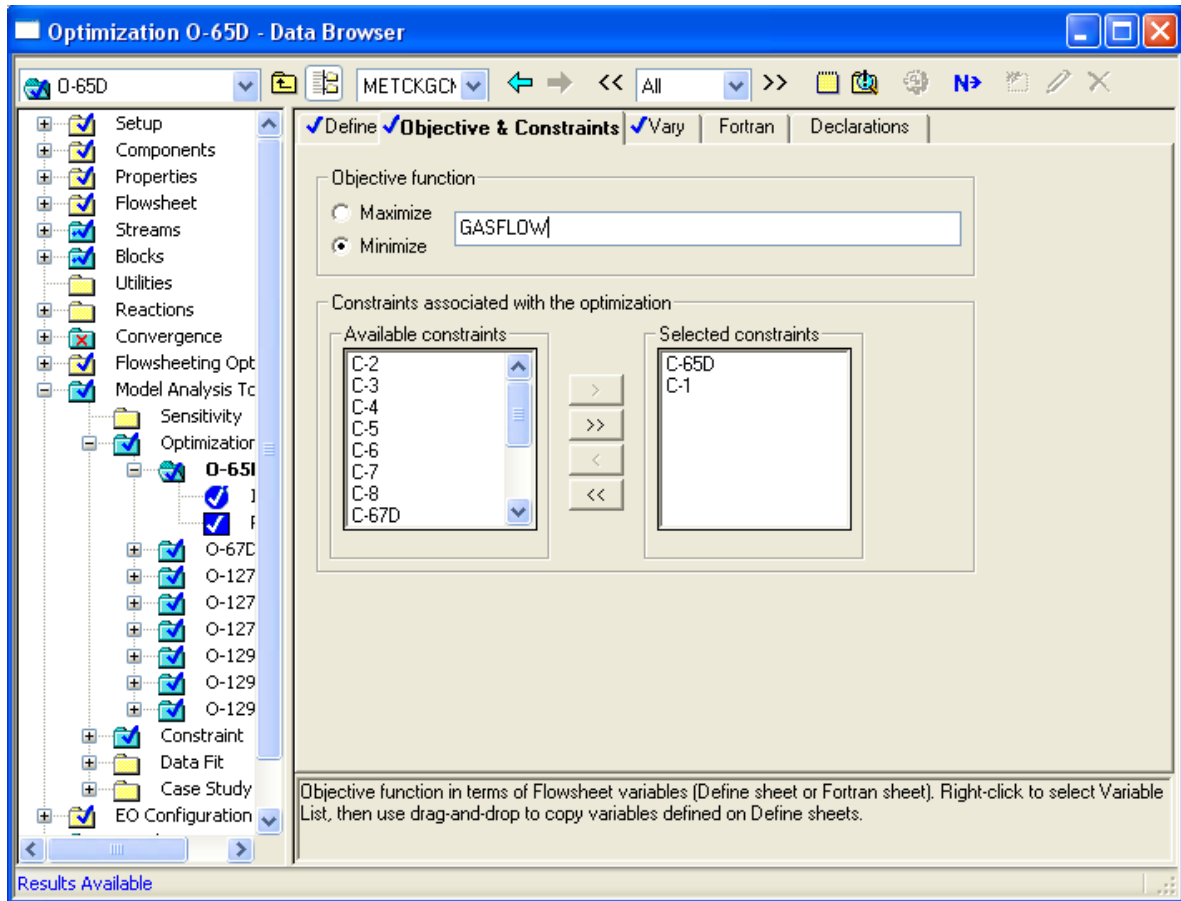 Optimization O-65D - Data Browser
O-65D
METCKGCM
<<
All
>>
N>
Setup
Components
Properties
Flowsheet
Streams
Blocks
Utilities
Reactions
Convergence
Flowsheeting Opt
Model Analysis To
Sensitivity
Optimization
O-65I
I
F
O-67D
O-127
O-127
O-127
O-129
O-129
O-129
Constraint
Data Fit
Case Study
EO Configuration
Define Objective & Constraints Vary Fortran Declarations
Objective function
Maximize
GASFLOW
Minimize
Constraints associated with the optimization
Available constraints
C-2
C-3
C-4
C-5
C-6
C-7
C-8
C-67D
>
>>
<
<<
Selected constraints
C-65D
C-1
Objective function in terms of Flowsheet variables (Define sheet or Fortran sheet). Right-click to select Variable
List, then use drag-and-drop to copy variables defined on Define sheets.
Results Available